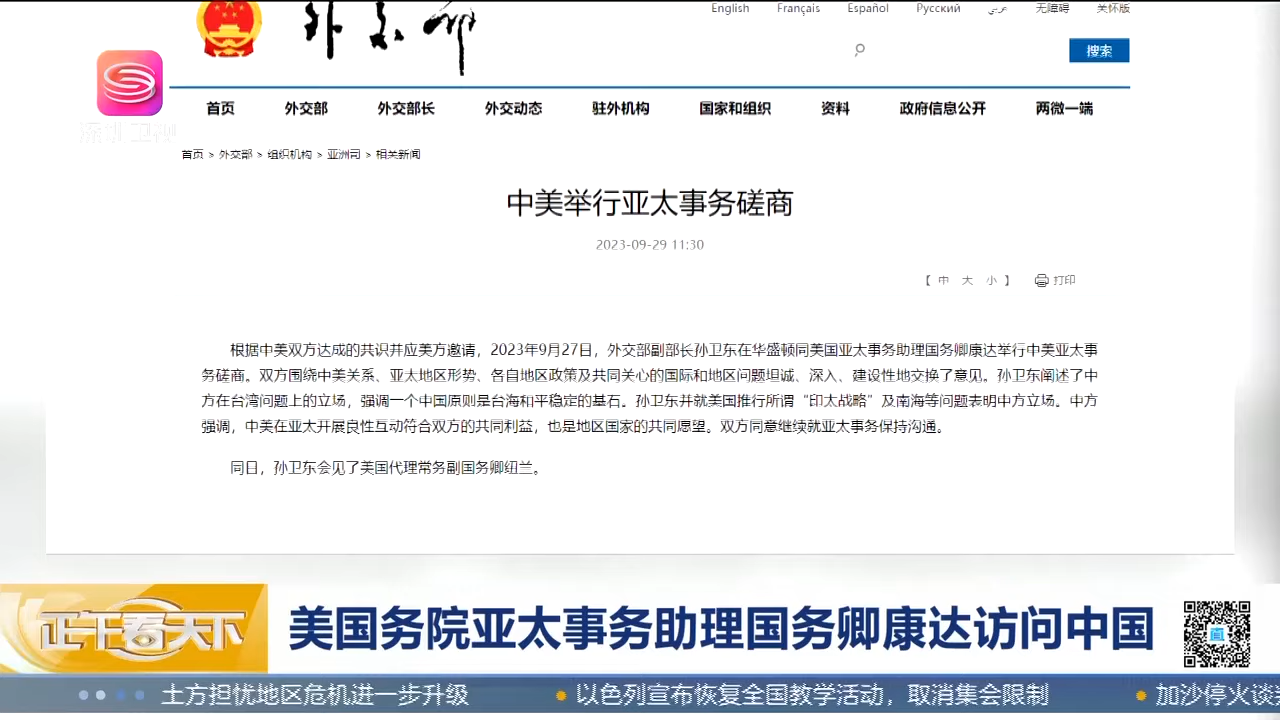 English Français Español Русский عربي 无障碍 关怀版
外交部
搜索
首页 外交部 外交部长 外交动态 驻外机构 国家和组织 资料 政府信息公开 两微一端
深圳卫视
首页 > 外交部 > 组织机构 > 亚洲司 > 相关新闻
中美举行亚太事务磋商
2023-09-29 11:30
【 中 大 小 】 打印
根据中美双方达成的共识并应美方邀请，2023年9月27日，外交部副部长孙卫东在华盛顿同美国亚太事务助理国务卿康达举行中美亚太事
务磋商。双方围绕中美关系、亚太地区形势、各自地区政策及共同关心的国际和地区问题坦诚、深入、建设性地交换了意见。孙卫东阐述了中
方在台湾问题上的立场，强调一个中国原则是台海和平稳定的基石。孙卫东并就美国推行所谓“印太战略”及南海等问题表明中方立场。中方
强调，中美在亚太开展良性互动符合双方的共同利益，也是地区国家的共同愿望。双方同意继续就亚太事务保持沟通。
同日，孙卫东会见了美国代理常务副国务卿纽兰。
正午看天下
美国务院亚太事务助理国务卿康达访问中国
土方担忧地区危机进一步升级 以色列宣布恢复全国教学活动，取消集会限制 加沙停火谈